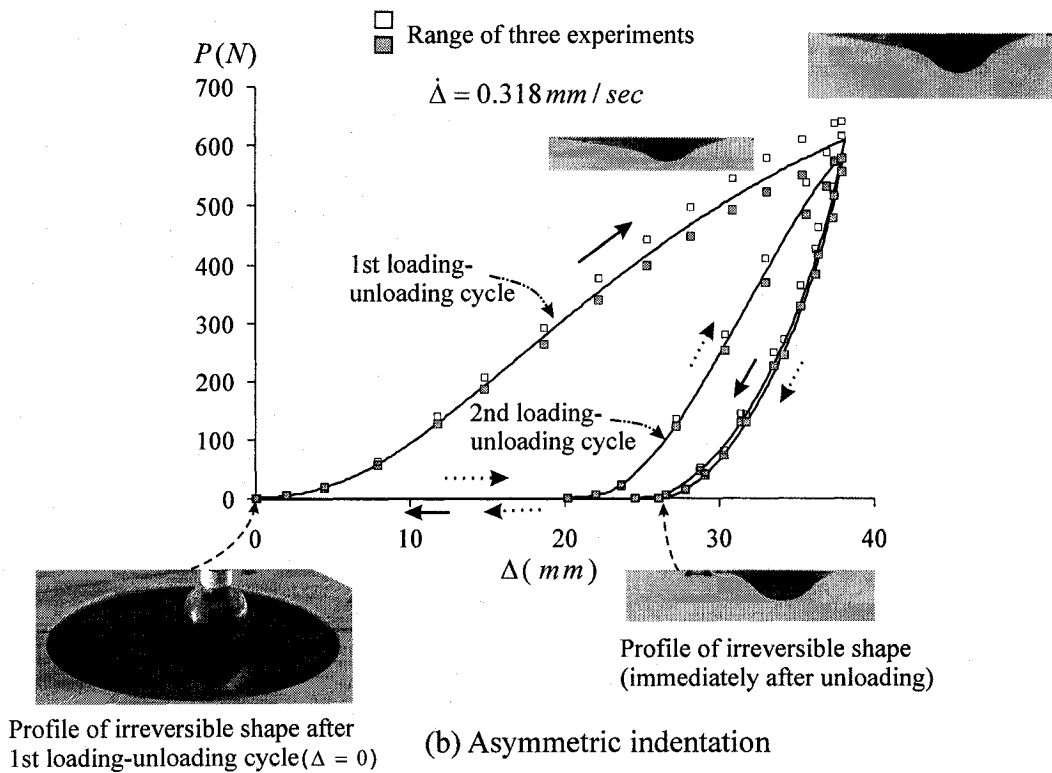 Range of three experiments
P(N)
Δ̇ = 0.318 mm / sec
700
600
500
400
300
200
100
0
1st loading-
unloading cycle
2nd loading-
unloading cycle
0
10
20
30
40
Δ( mm)
Profile of irreversible shape
(immediately after unloading)
Profile of irreversible shape after
1st loading-unloading cycle(Δ = 0)
(b) Asymmetric indentation